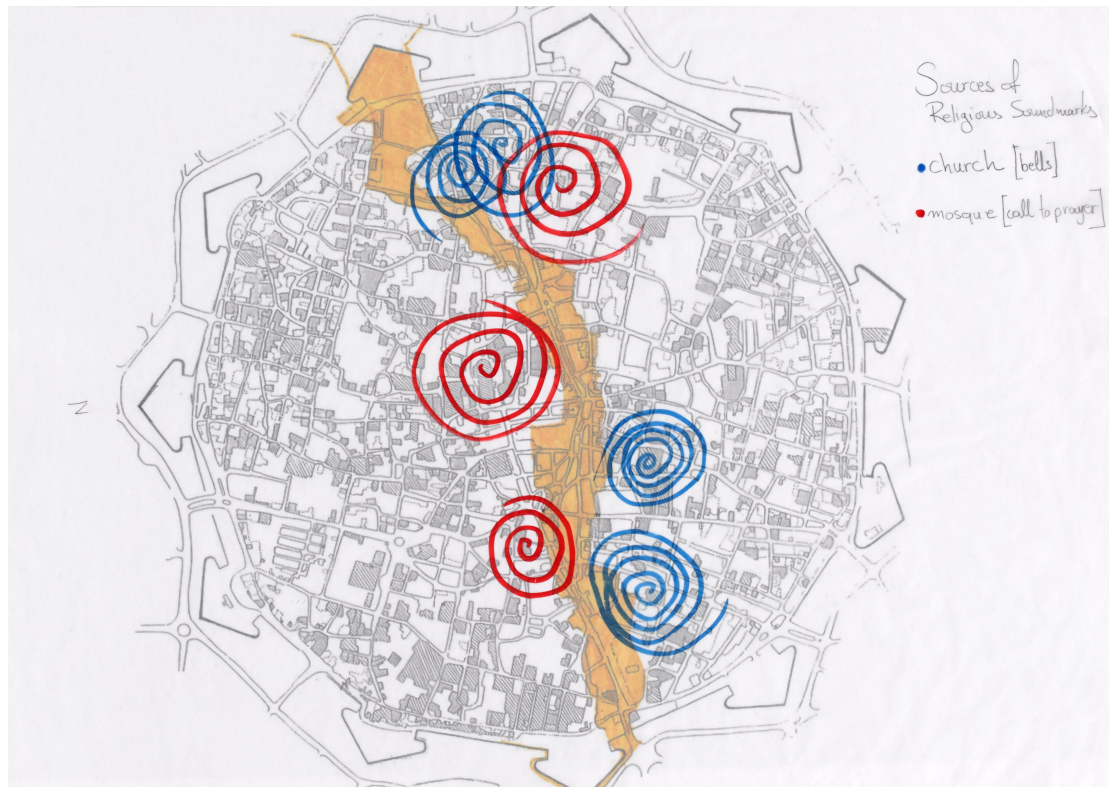 Sources of
Religious Soundmarks
church [bells]
mosque [call to prayer]
N